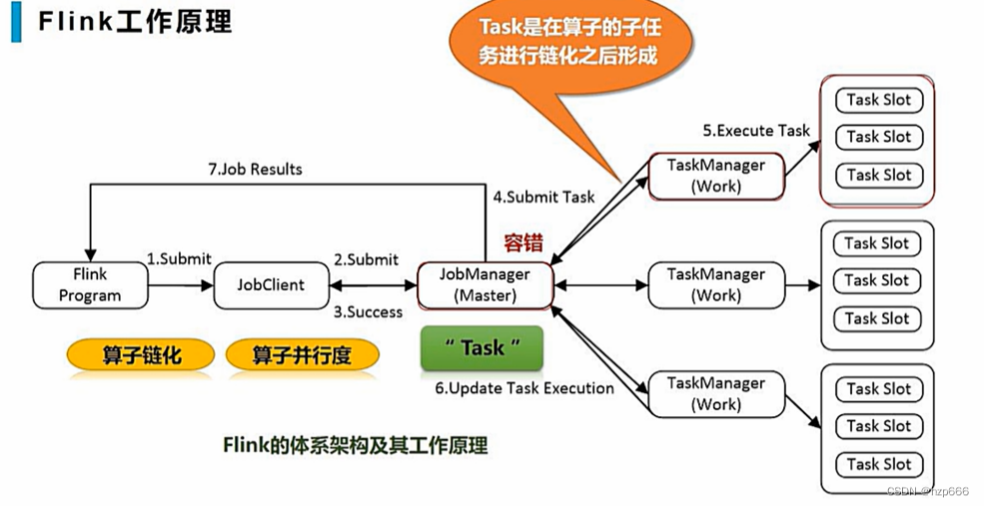 Flink工作原理
Task是在算子的子任
务进行链化之后形成
Task Slot
5.Execute Task
Task Slot
TaskManager
(Work)
Task Slot
7.Job Results
4.Submit Task
容错
Task Slot
1.Submit
2.Submit
Flink
Program
JobClient
JobManager
(Master)
TaskManager
(Work)
Task Slot
3.Success
Task Slot
算子链化
算子并行度
“ Task ”
6.Update Task Execution
TaskManager
(Work)
Task Slot
Task Slot
Task Slot
Flink的体系架构及其工作原理
CSDN @hzp666